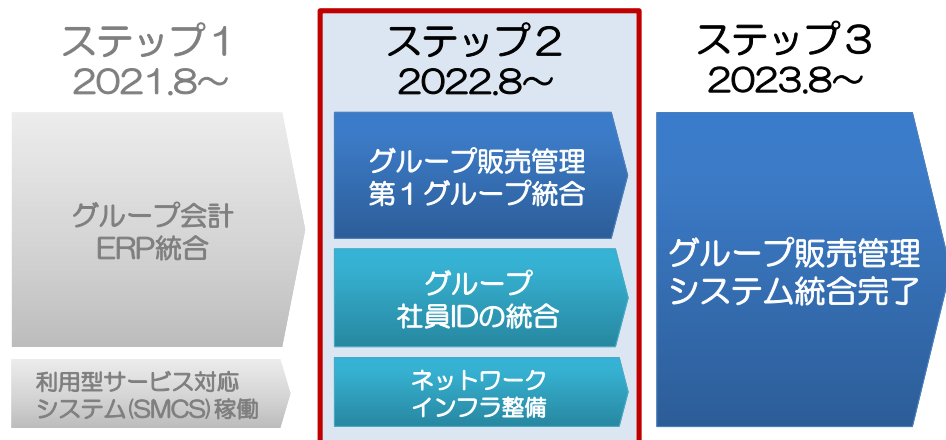 ステップ１
2021.8～
グループ会計
ERP統合
利用型サービス対応
システム(SMCS)稼働
ステップ２
2022.8～
グループ販売管理
第１グループ統合
グループ
社員IDの統合
ネットワーク
インフラ整備
ステップ３
2023.8～
グループ販売管理
システム統合完了